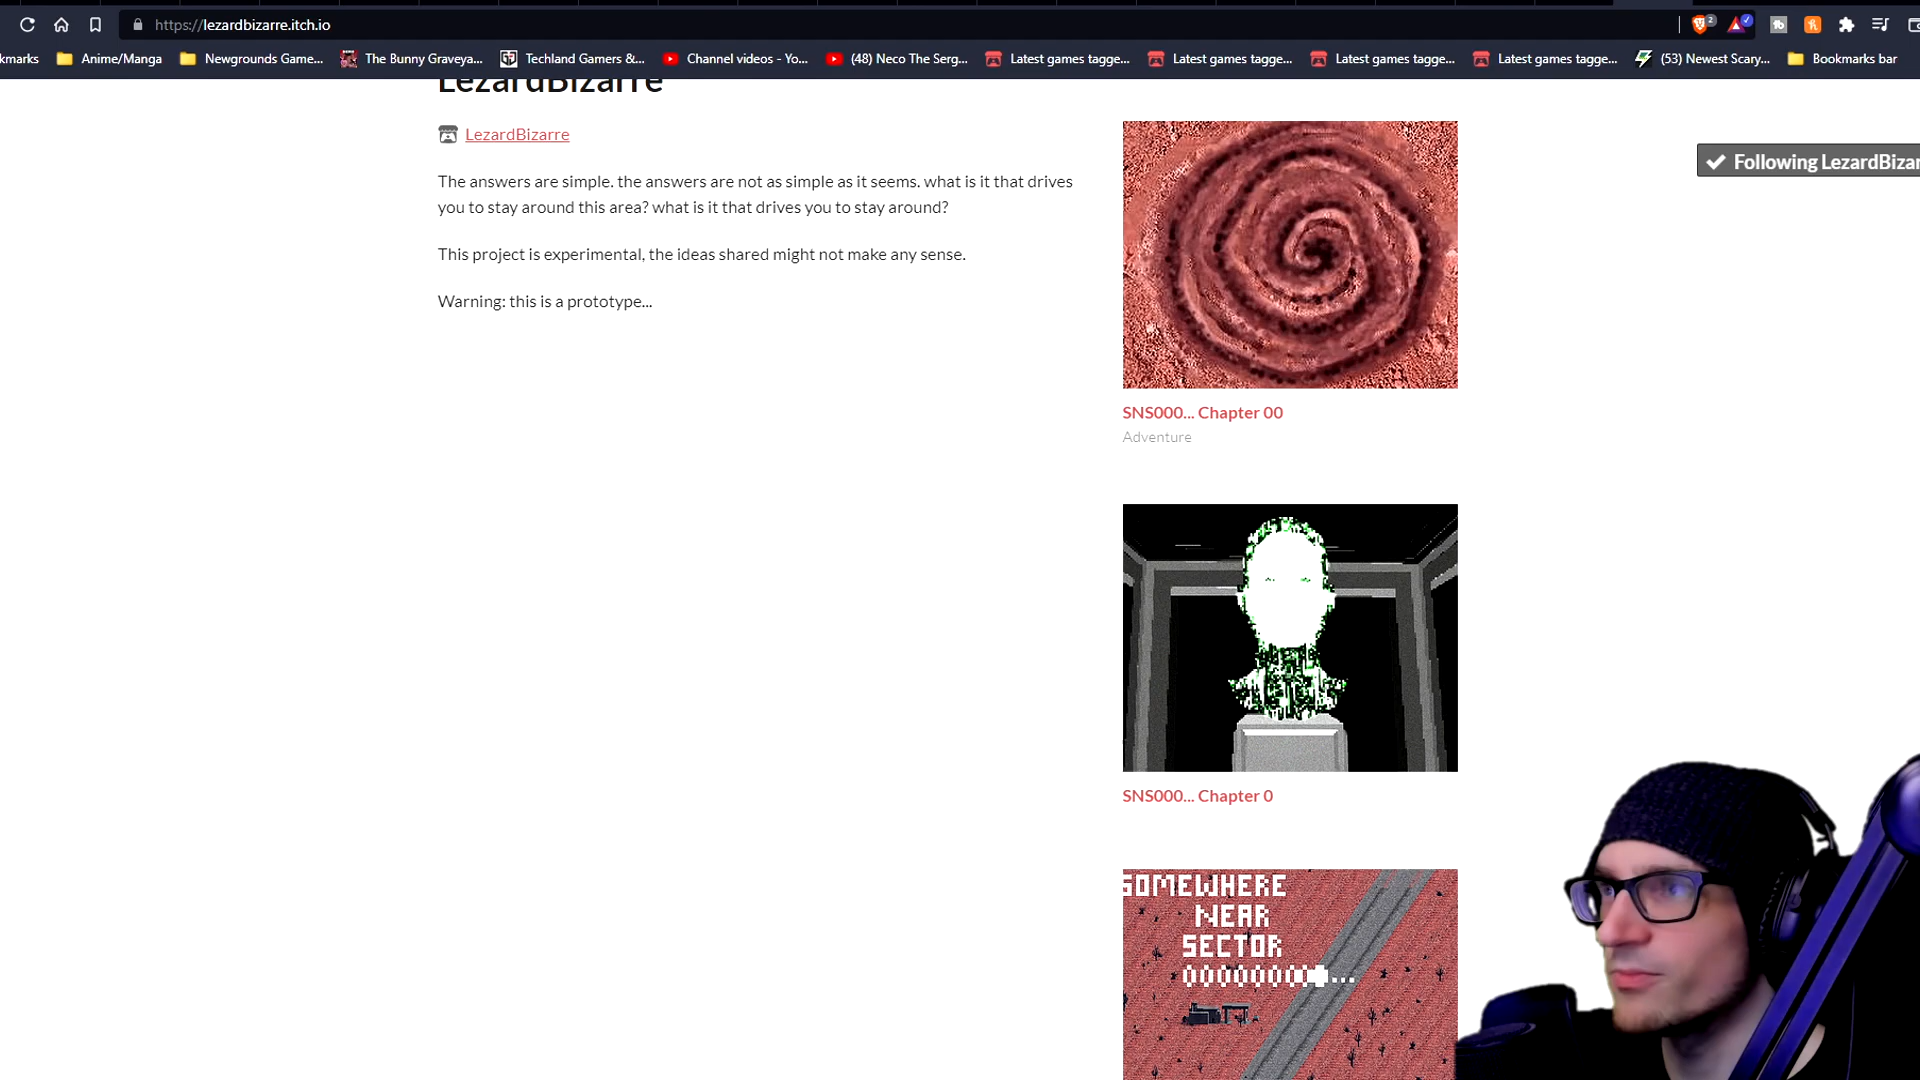 https://lezardbizarre.itch.io
2
kmarks
Anime/Manga
Newgrounds Game...
The Bunny Graveya...
Techland Gamers &...
Channel videos - Yo...
(48) Neco The Serg...
Latest games tagge...
Latest games tagge...
Latest games tagge...
Latest games tagge...
(53) Newest Scary...
Bookmarks bar
LezardBizarre
LezardBizarre
Following LezardBizar
The answers are simple. the answers are not as simple as it seems. what is it that drives
you to stay around this area? what is it that drives you to stay around?
This project is experimental, the ideas shared might not make any sense.
Warning: this is a prototype...
SNS000... Chapter 00
Adventure
SNS000... Chapter 0
SOMEWHERE
NEAR
SECTOR